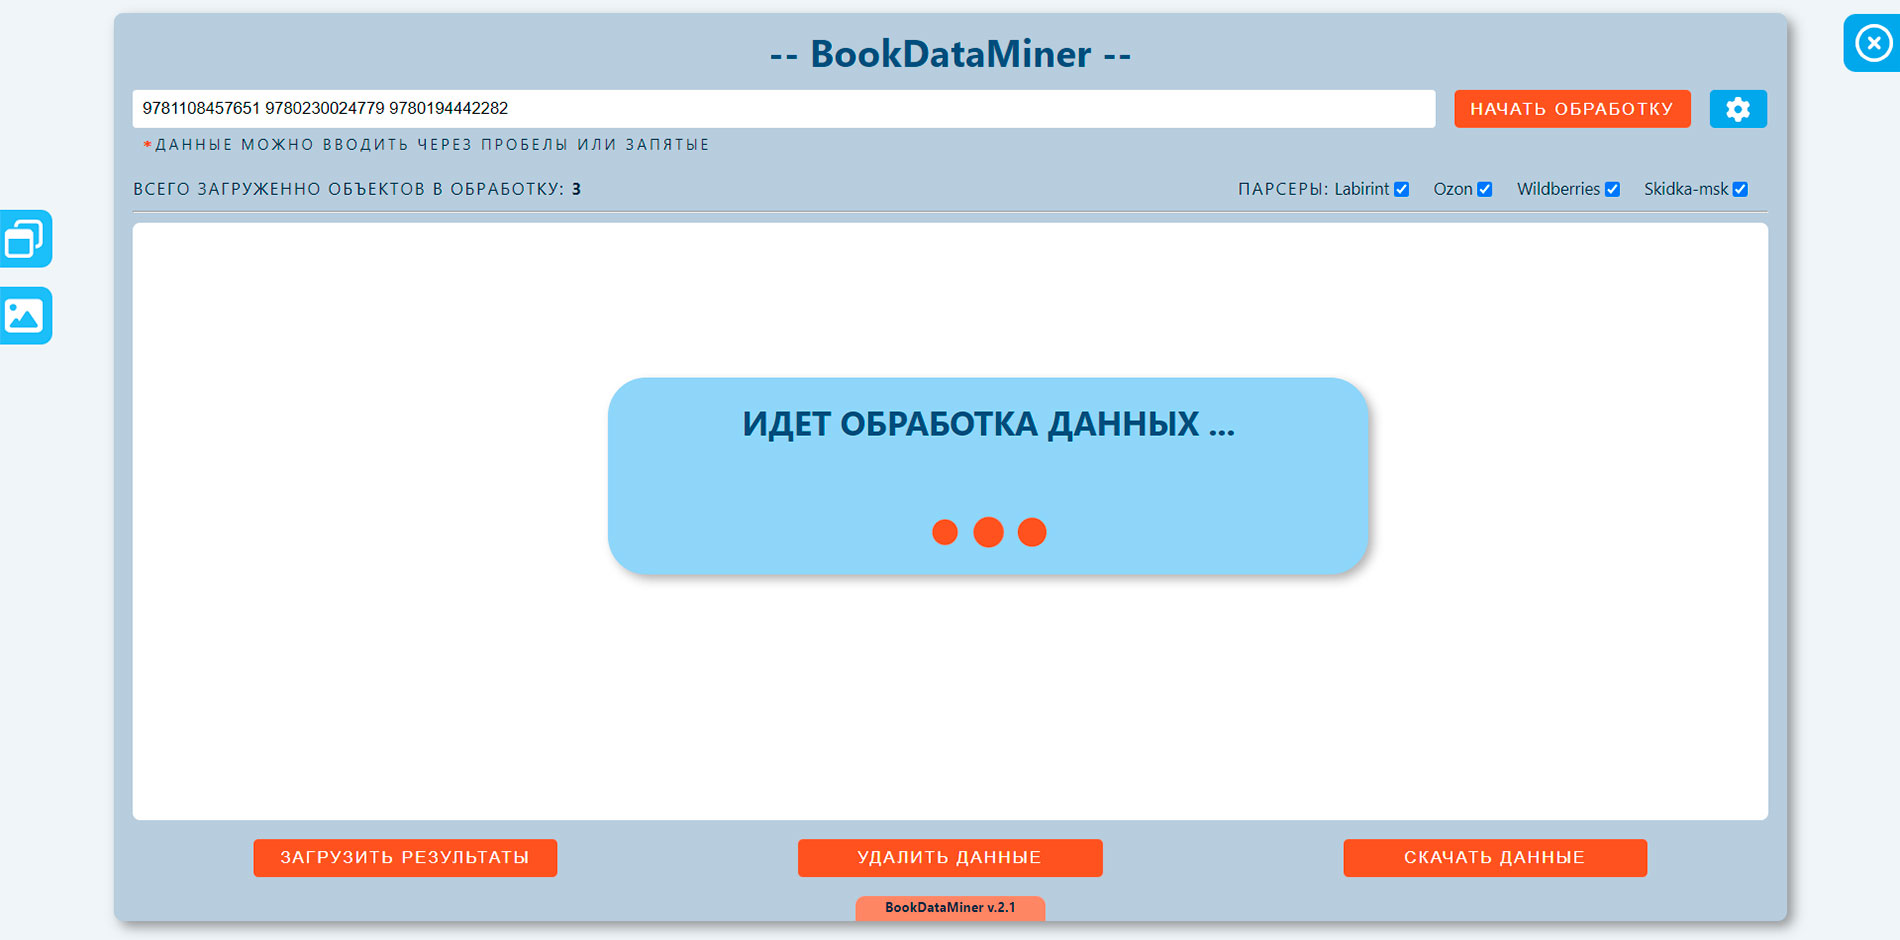 -- BookDataMiner --
9781108457651 9780230024779 9780194442282
НАЧАТЬ ОБРАБОТКУ
*ДАННЫЕ МОЖНО ВВОДИТЬ ЧЕРЕЗ ПРОБЕЛЫ ИЛИ ЗАПЯТЫЕ
ВСЕГО ЗАГРУЖЕННО ОБЪЕКТОВ В ОБРАБОТКУ: 3
ПАРСЕРЫ: Labirint Ozon Wildberries Skidka-msk
ИДЕТ ОБРАБОТКА ДАННЫХ ...
ЗАГРУЗИТЬ РЕЗУЛЬТАТЫ
УДАЛИТЬ ДАННЫЕ
СКАЧАТЬ ДАННЫЕ
BookDataMiner v.2.1